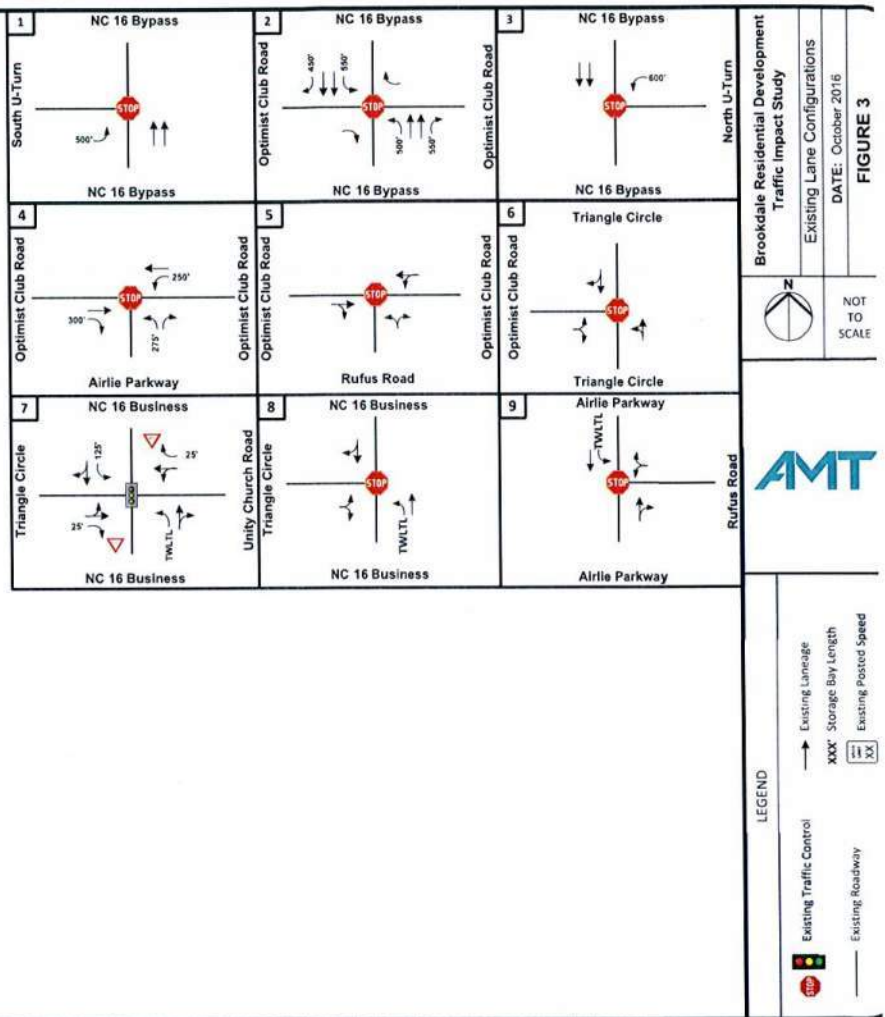 1
NC 16 Bypass
South U-Turn
STOP
500'
NC 16 Bypass
2
NC 16 Bypass
Optimist Club Road
450'
550'
STOP
500'
550'
Optimist Club Road
NC 16 Bypass
3
NC 16 Bypass
600'
STOP
North U-Turn
NC 16 Bypass
4
Optimist Club Road
250'
STOP
300'
275'
Optimist Club Road
Airlie Parkway
5
Optimist Club Road
STOP
Optimist Club Road
Rufus Road
6
Triangle Circle
Optimist Club Road
STOP
Triangle Circle
7
NC 16 Business
Triangle Circle
125'
25'
25'
TWLTL
Unity Church Road
NC 16 Business
8
NC 16 Business
Triangle Circle
STOP
TWLTL
NC 16 Business
9
Airlie Parkway
TWLTL
STOP
Rufus Road
Airlie Parkway
Brookdale Residential Development
Traffic Impact Study
Existing Lane Configurations
DATE: October 2016
FIGURE 3
N
NOT
TO
SCALE
AMT
LEGEND
STOP
Existing Traffic Control
Existing Roadway
Existing Laneage
XXX' Storage Bay Length
XX
Existing Posted Speed